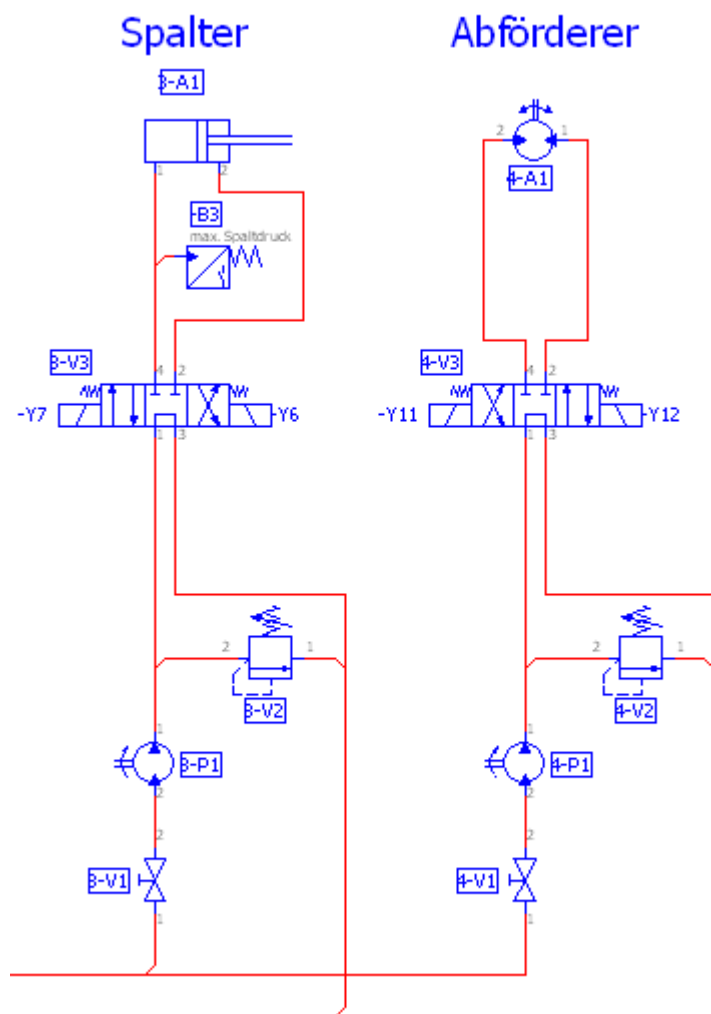 Spalter
Abförderer
3-A1
2
1
4-A1
1
2
-B3
max. Spaltdruck
3-V3
4
2
-Y7
-Y6
1
3
4-V3
4
2
-Y11
-Y12
1
3
2
1
3-V2
2
1
4-V2
1
3-P1
2
1
4-P1
2
2
3-V1
1
2
4-V1
1